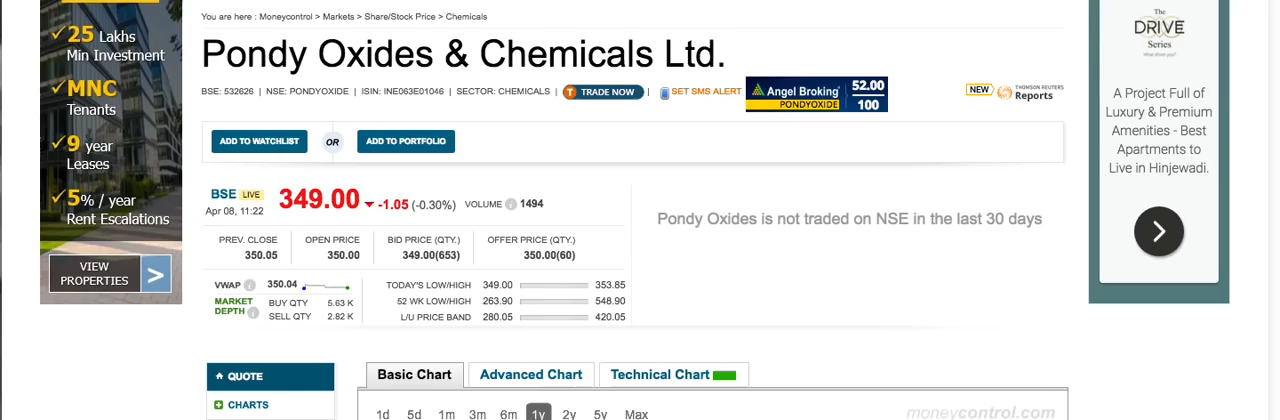 25 Lakhs
Min Investment
MNC
Tenants
9 year
Leases
5% / year
Rent Escalations
VIEW
PROPERTIES >
You are here : Moneycontrol > Markets > Share/Stock Price > Chemicals
Pondy Oxides & Chemicals Ltd.
BSE: 532626 | NSE: PONDYOXIDE | ISIN: INE063E01046 | SECTOR: CHEMICALS | T TRADE NOW | SET SMS ALERT
Angel Broking 52.00
PONDYOXIDE 100
NEW THOMSON REUTERS
Reports
ADD TO WATCHLIST OR ADD TO PORTFOLIO
BSE LIVE
Apr 08, 11:22
349.00 -1.05 (-0.30%) VOLUME i 1494
PREV. CLOSE OPEN PRICE BID PRICE (QTY.) OFFER PRICE (QTY.)
350.05 350.00 349.00(653) 350.00(60)
VWAP i 350.04
MARKET
DEPTH i
BUY QTY 5.63 K
SELL QTY 2.82 K
TODAY'S LOW/HIGH 349.00 353.85
52 WK LOW/HIGH 263.90 548.90
L/U PRICE BAND 280.05 420.05
Pondy Oxides is not traded on NSE in the last 30 days
QUOTE
CHARTS
Basic Chart Advanced Chart Technical Chart
1d 5d 1m 3m 6m 1y 2y 5y Max
moneycontrol.com
The
DRIVE
Series
What drives you?
A Project Full of
Luxury & Premium
Amenities - Best
Apartments to
Live in Hinjewadi.